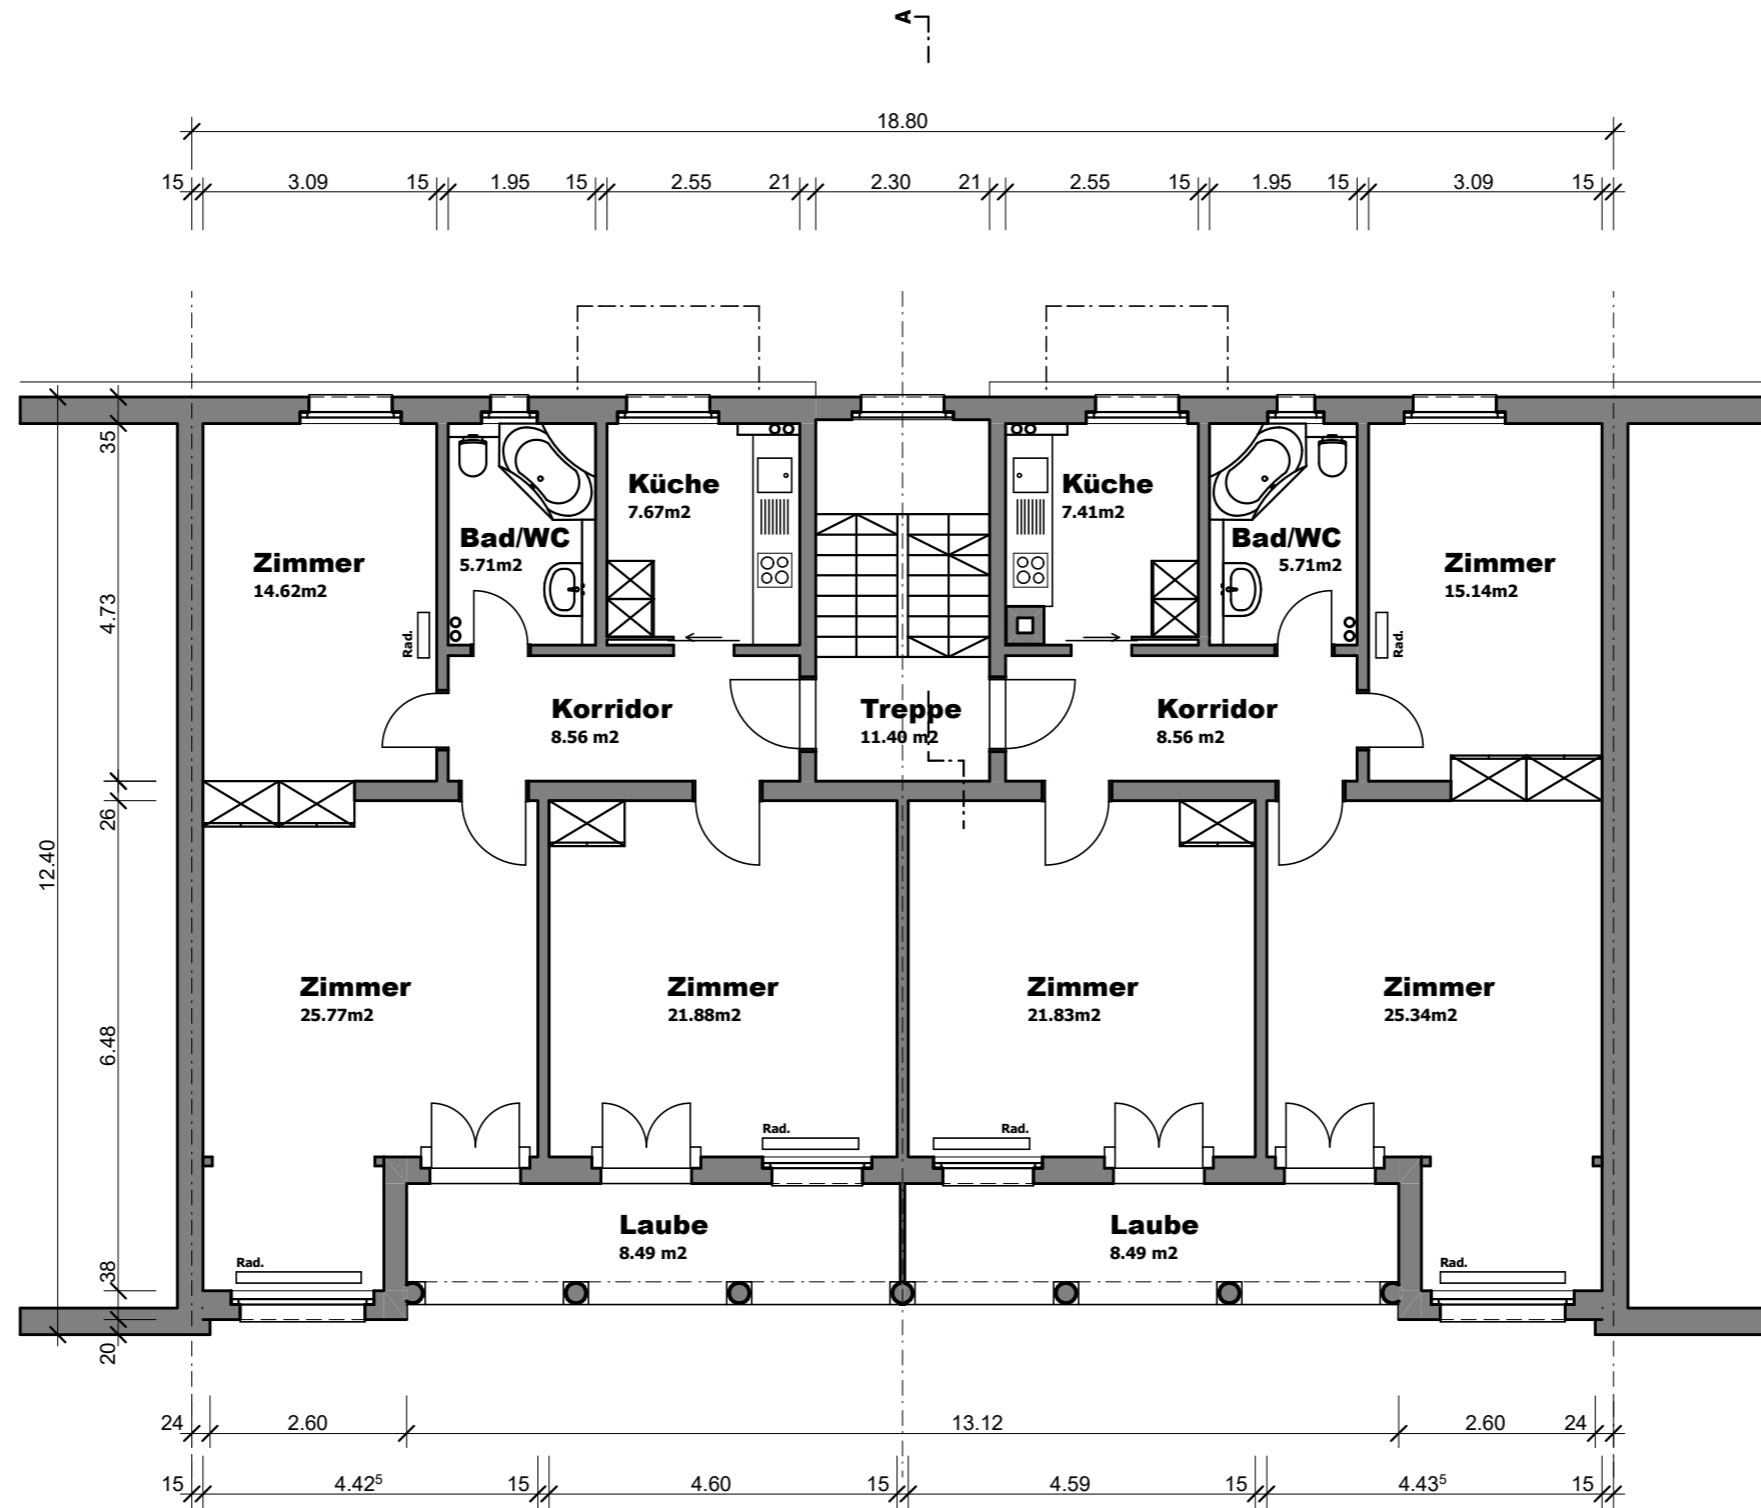 A
18.80
15 3.09 15 1.95 15 2.55 21 2.30 21 2.55 15 1.95 15 3.09 15
35
4.73
26
12.40
6.48
38
20
Küche
7.67m2
Küche
7.41m2
Bad/WC
5.71m2
Bad/WC
5.71m2
Zimmer
14.62m2
Zimmer
15.14m2
Rad.
Rad.
Korridor
8.56 m2
Treppe
11.40 m2
Korridor
8.56 m2
Zimmer
25.77m2
Zimmer
21.88m2
Zimmer
21.83m2
Zimmer
25.34m2
Rad.
Rad.
Laube
8.49 m2
Laube
8.49 m2
Rad.
Rad.
24 2.60 13.12 2.60 24
15 4.42⁵ 15 4.60 15 4.59 15 4.43⁵ 15